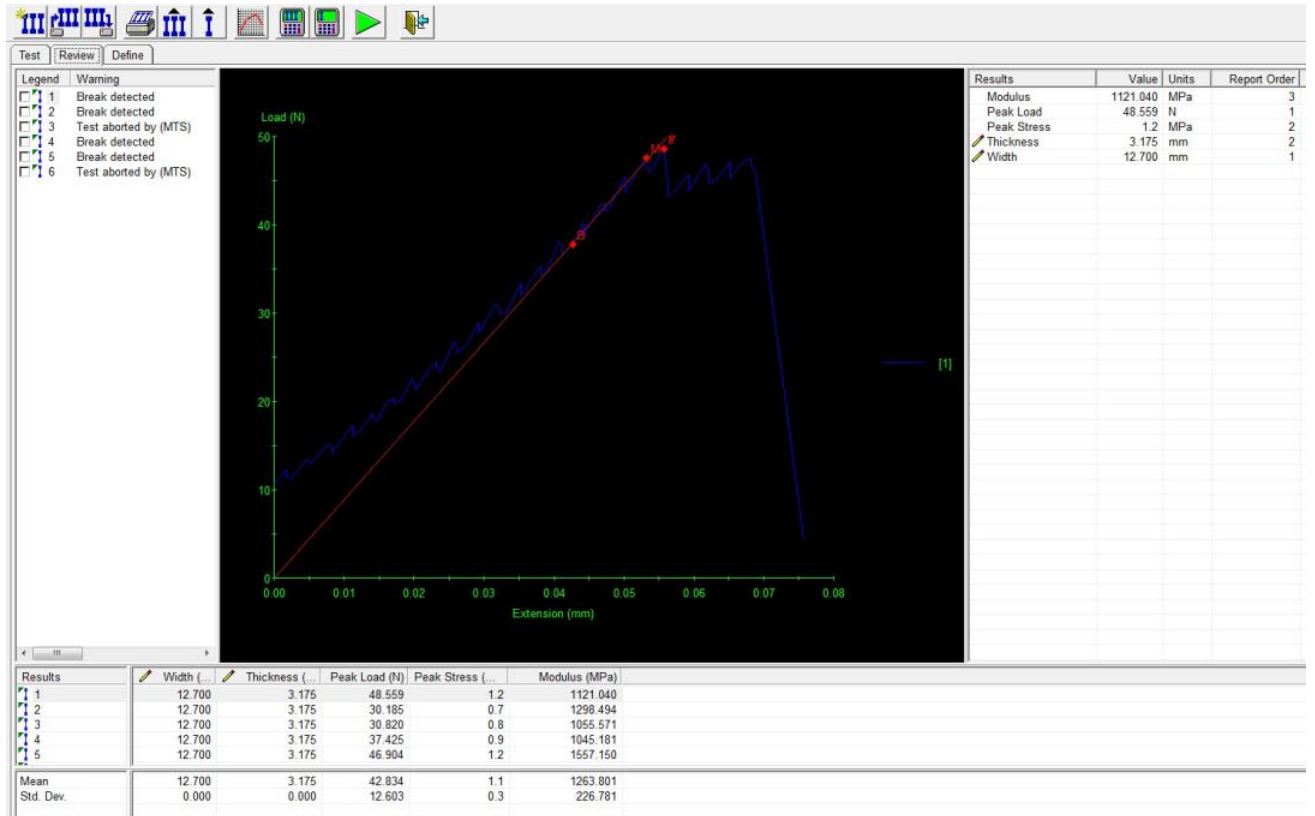 Test Review Define
Legend Warning
1 Break detected
2 Break detected
3 Test aborted by (MTS)
4 Break detected
5 Break detected
6 Test aborted by (MTS)
Load (N)
50
40
30
20
10
0
0.00 0.01 0.02 0.03 0.04 0.05 0.06 0.07 0.08
Extension (mm)
B
M
[1]
Results Value Units Report Order
Modulus 1121.040 MPa 3
Peak Load 48.559 N 1
Peak Stress 1.2 MPa 2
Thickness 3.175 mm 2
Width 12.700 mm 1
Results Width (... Thickness (... Peak Load (N) Peak Stress (... Modulus (MPa)
1 12.700 3.175 48.559 1.2 1121.040
2 12.700 3.175 30.185 0.7 1298.494
3 12.700 3.175 30.820 0.8 1055.571
4 12.700 3.175 37.425 0.9 1045.181
5 12.700 3.175 46.904 1.2 1557.150
Mean 12.700 3.175 42.834 1.1 1263.801
Std. Dev. 0.000 0.000 12.603 0.3 226.781